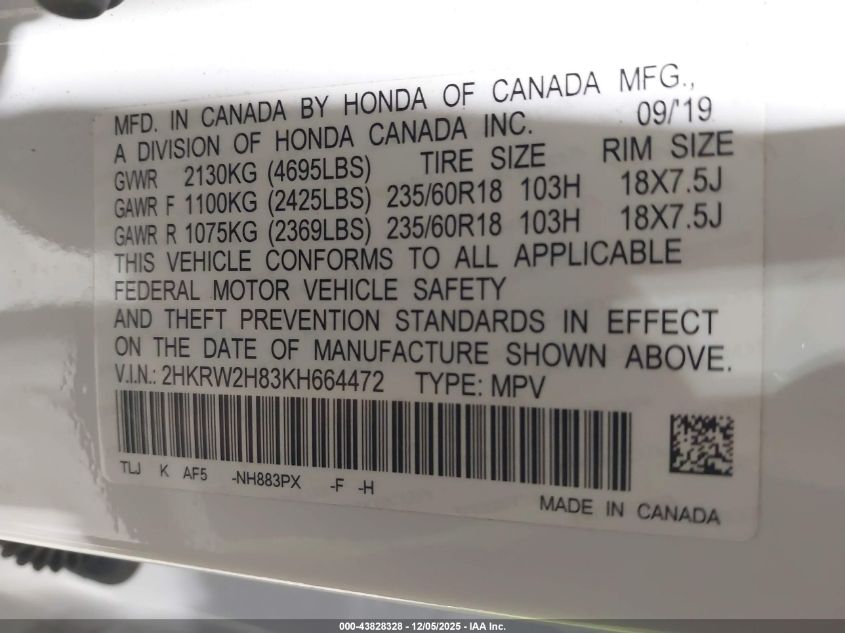 MFD. IN CANADA BY HONDA OF CANADA MFG.,
A DIVISION OF HONDA CANADA INC. 09/'19
GVWR 2130KG (4695LBS) TIRE SIZE RIM SIZE
GAWR F 1100KG (2425LBS) 235/60R18 103H 18X7.5J
GAWR R 1075KG (2369LBS) 235/60R18 103H 18X7.5J
THIS VEHICLE CONFORMS TO ALL APPLICABLE
FEDERAL MOTOR VEHICLE SAFETY
AND THEFT PREVENTION STANDARDS IN EFFECT
ON THE DATE OF MANUFACTURE SHOWN ABOVE.
V.I.N.: 2HKRW2H83KH664472 TYPE: MPV
TLJ K AF5 -NH883PX -F -H
MADE IN CANADA
000-43828328 - 12/05/2025 - IAA Inc.